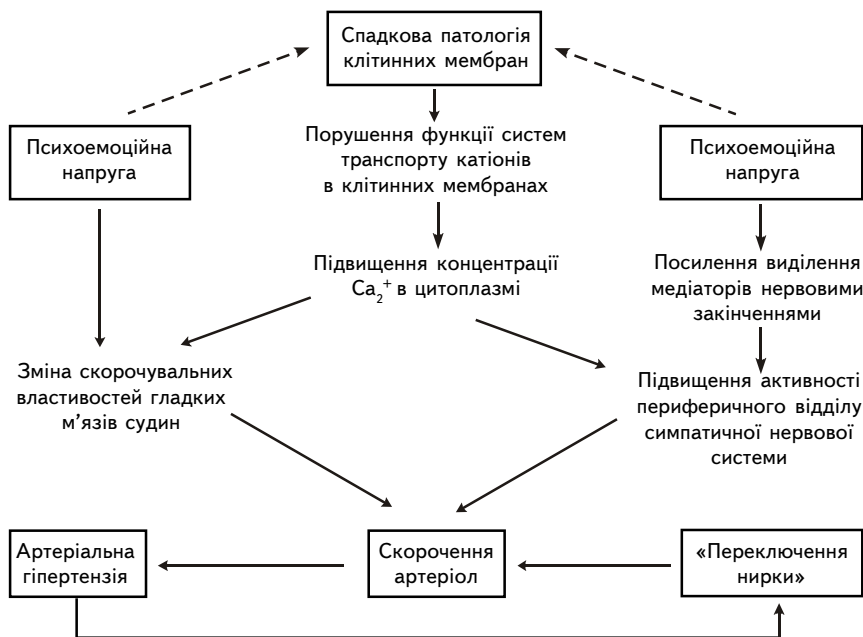 Спадкова патологія
клітинних мембран
Психоемоційна
напруга
Порушення функції систем
транспорту катіонів
в клітинних мембранах
Психоемоційна
напруга
Підвищення концентрації
Ca₂⁺ в цитоплазмі
Посилення виділення
медіаторів нервовими
закінченнями
Зміна скорочувальних
властивостей гладких
м’язів судин
Підвищення активності
периферичного відділу
симпатичної нервової
системи
Артеріальна
гіпертензія
Скорочення
артеріол
«Переключення
нирки»